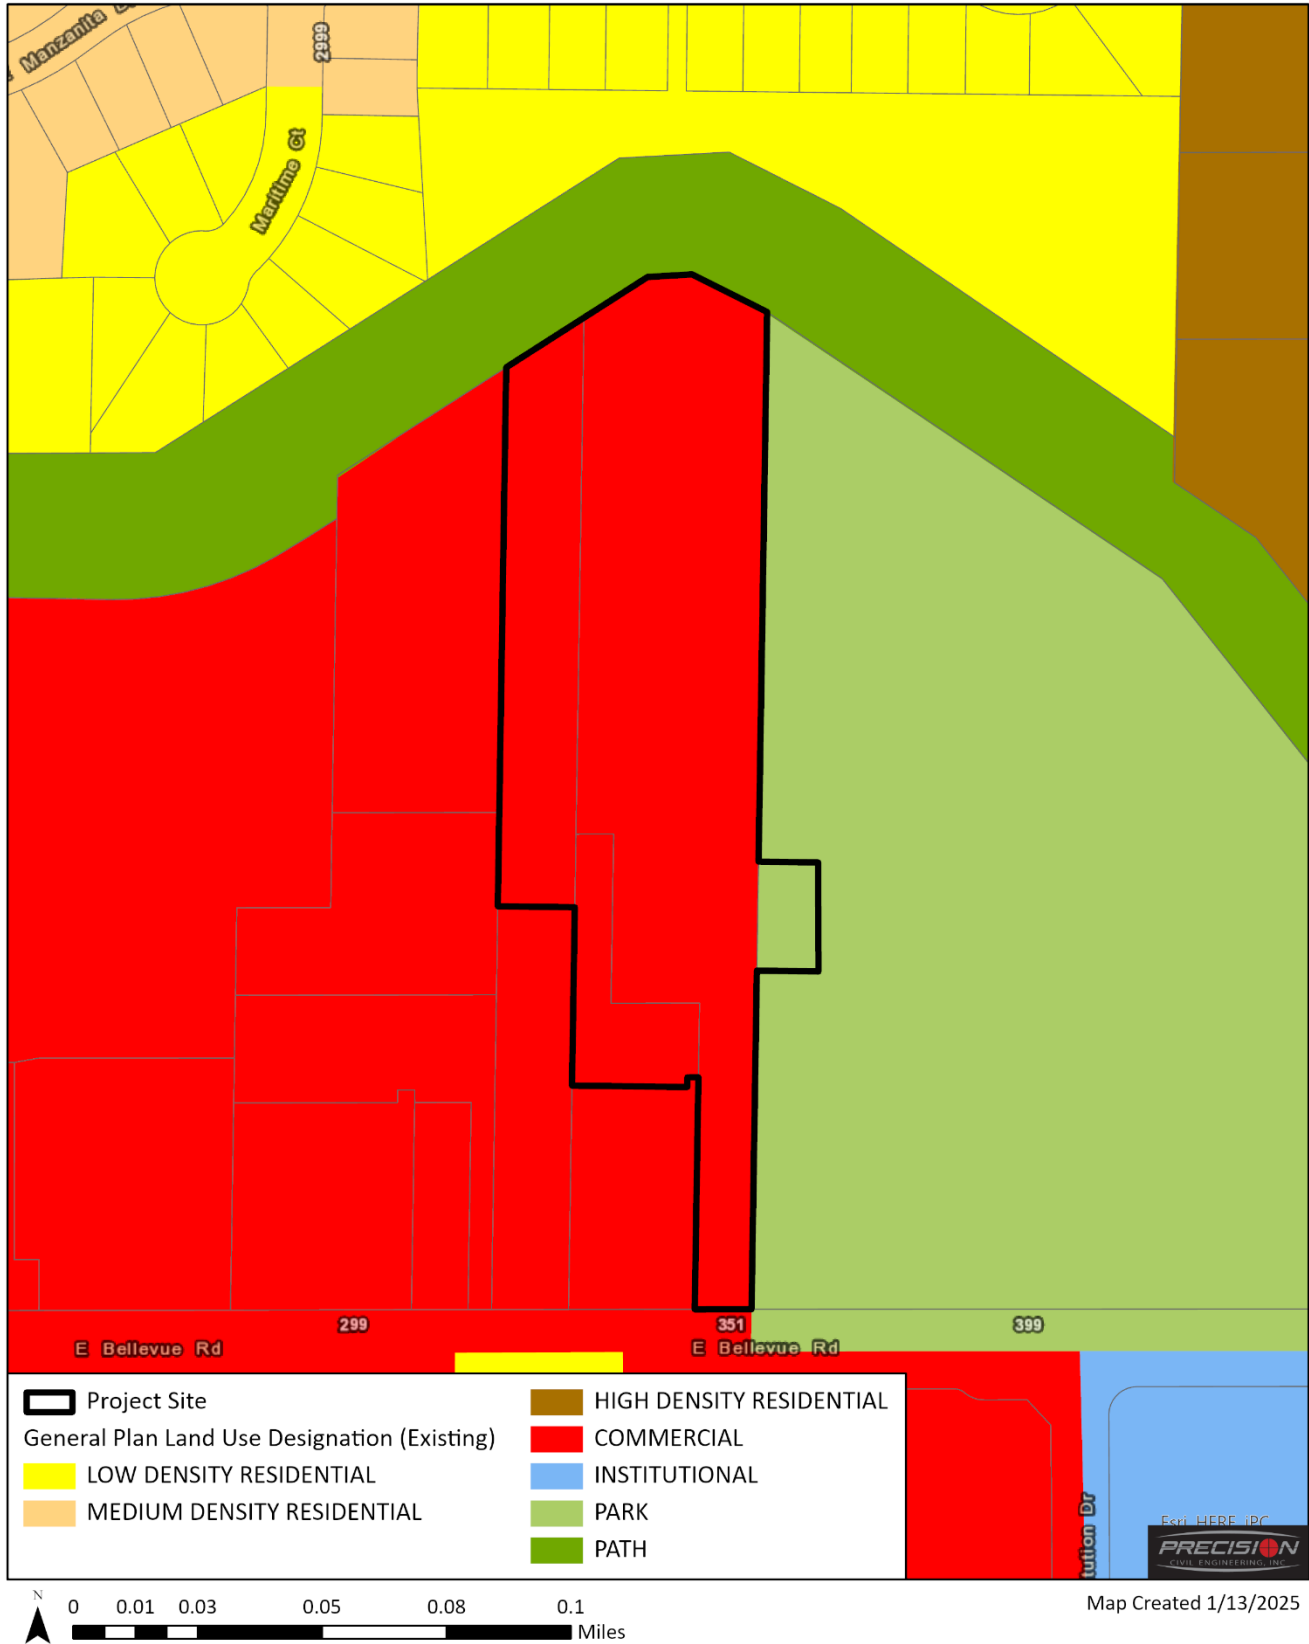 E Manzanita
2999
Maritime Ct
299
351
399
E Bellevue Rd
E Bellevue Rd
Project Site
General Plan Land Use Designation (Existing)
LOW DENSITY RESIDENTIAL
MEDIUM DENSITY RESIDENTIAL
HIGH DENSITY RESIDENTIAL
COMMERCIAL
INSTITUTIONAL
PARK
PATH
tution Dr
Esri, HERE, iPC
PRECISION
CIVIL ENGINEERING, INC
N
0 0.01 0.03 0.05 0.08 0.1
Miles
Map Created 1/13/2025